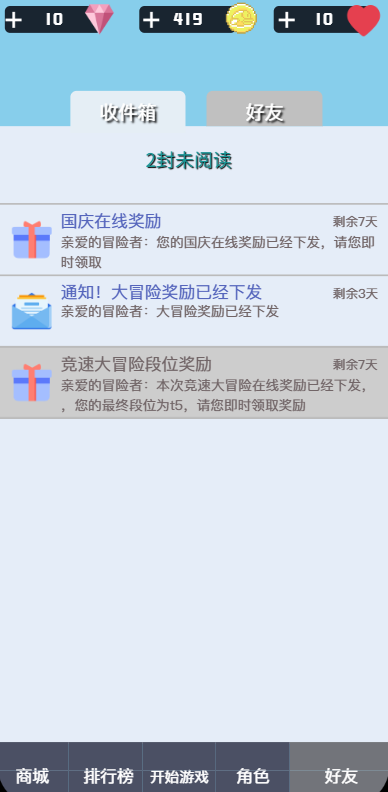 + 10 + 419 + 10
收件箱 好友
2封未阅读
国庆在线奖励 剩余7天
亲爱的冒险者：您的国庆在线奖励已经下发，请您即
时领取
通知！大冒险奖励已经下发 剩余3天
亲爱的冒险者：大冒险奖励已经下发
竞速大冒险段位奖励 剩余7天
亲爱的冒险者：本次竞速大冒险在线奖励已经下发，
，您的最终段位为t5，请您即时领取奖励
商城 排行榜 开始游戏 角色 好友